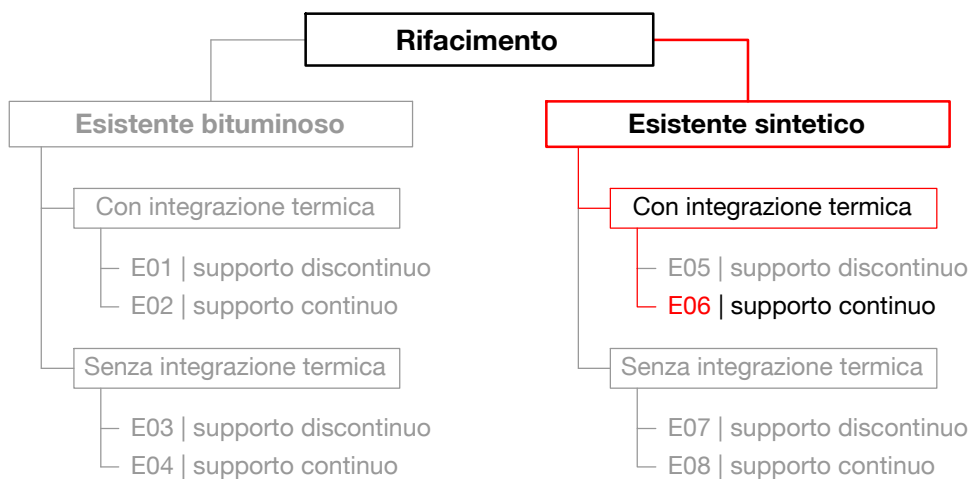 Rifacimento
Esistente bituminoso
Con integrazione termica
E01 | supporto discontinuo
E02 | supporto continuo
Senza integrazione termica
E03 | supporto discontinuo
E04 | supporto continuo
Esistente sintetico
Con integrazione termica
E05 | supporto discontinuo
E06 | supporto continuo
Senza integrazione termica
E07 | supporto discontinuo
E08 | supporto continuo